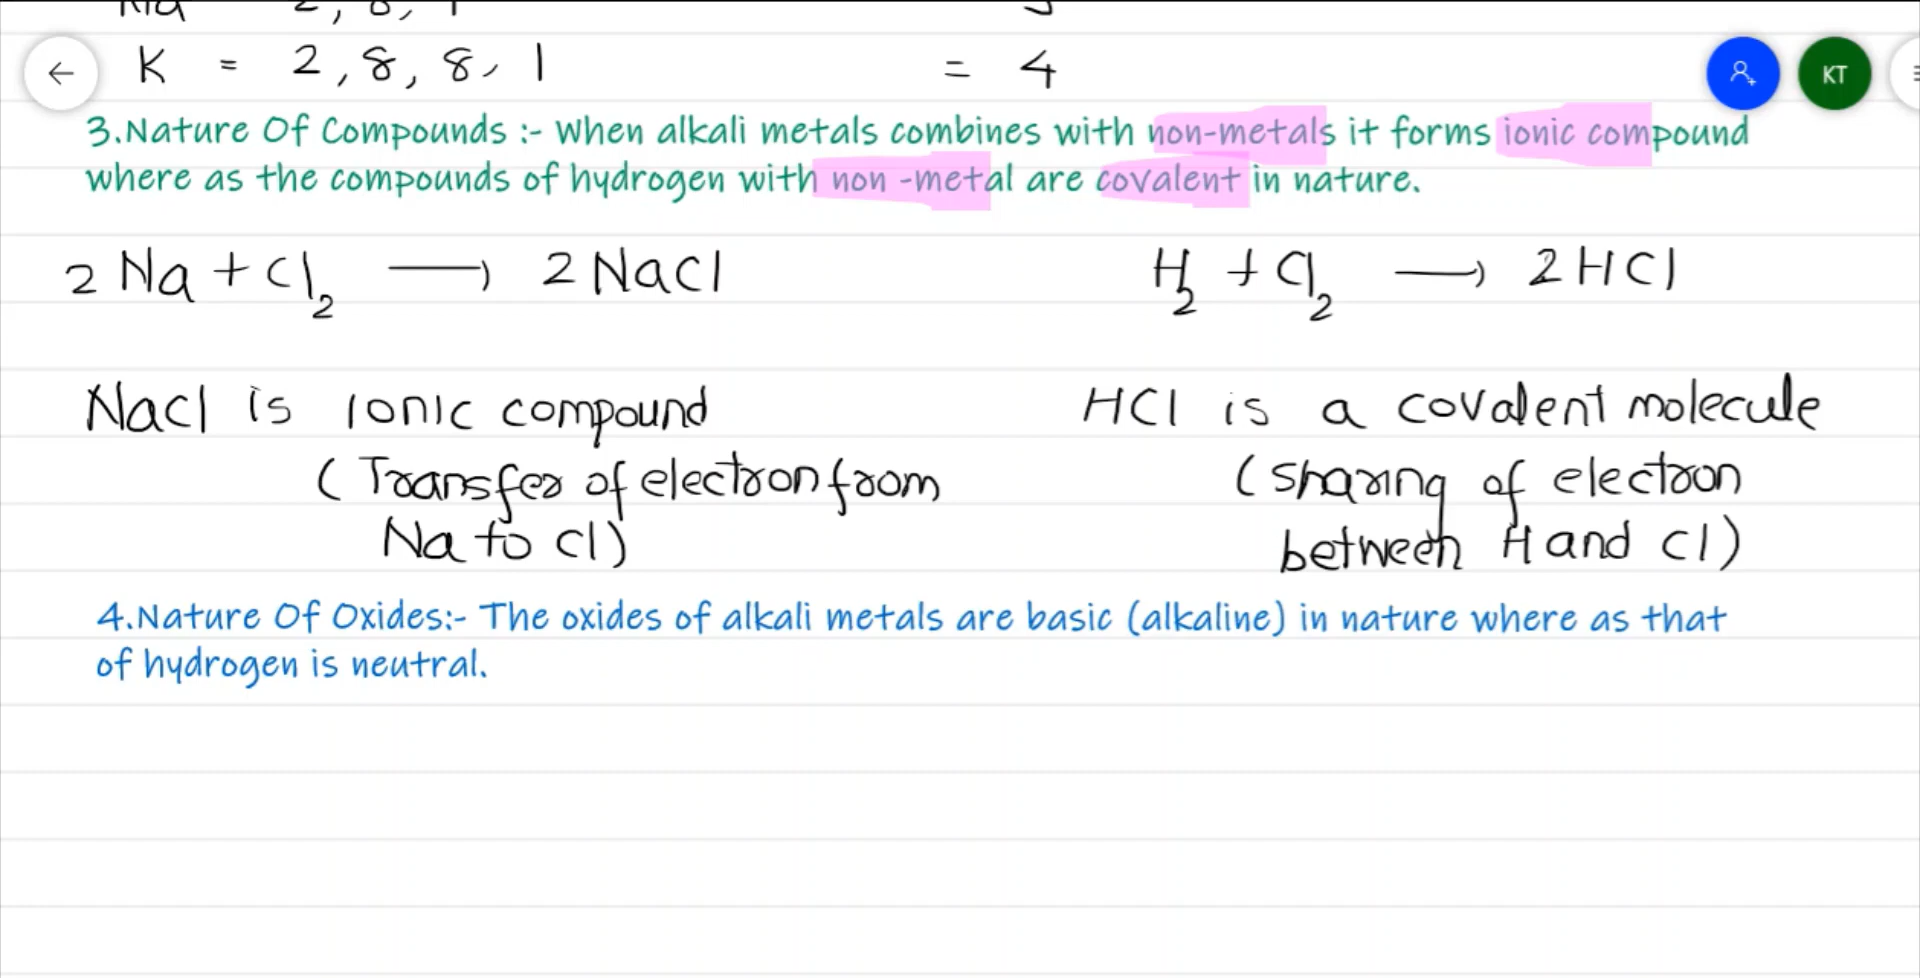 K = 2, 8, 8, 1 = 4
KT
3.Nature Of Compounds :- When alkali metals combines with non-metals it forms ionic compound
where as the compounds of hydrogen with non -metal are covalent in nature.
2 Na + Cl2 → 2 NaCl H2 + Cl2 → 2HCl
NaCl is ionic compound HCl is a covalent molecule
(Transfer of electron from (sharing of electron
Na to Cl) between H and Cl)
4.Nature Of Oxides:- The oxides of alkali metals are basic (alkaline) in nature where as that
of hydrogen is neutral.